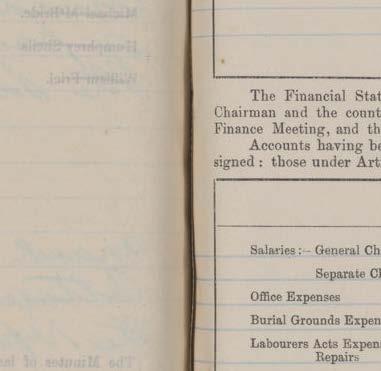 The Financial Stat
Chairman and the count
Finance Meeting, and th
Accounts having be
signed : those under Art
Salaries :– General Ch
Separate Cl
Office Expenses
Burial Grounds Expen
Labourers Acts Expen
Repairs
Michael McBride.
Humphrey Sheils
William Friel.
The Minutes of las